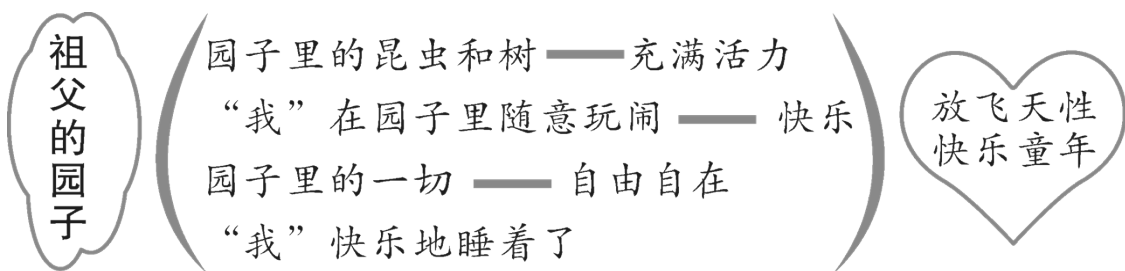 祖父的园子
园子里的昆虫和树——充满活力
“我”在园子里随意玩闹——快乐
园子里的一切——自由自在
“我”快乐地睡着了
放飞天性
快乐童年